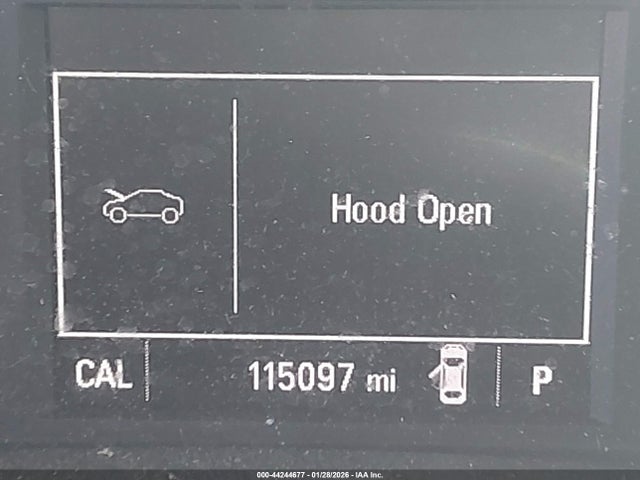 Hood Open
CAL 115097 mi P
000-44244677 - 01/28/2026 - IAA Inc.